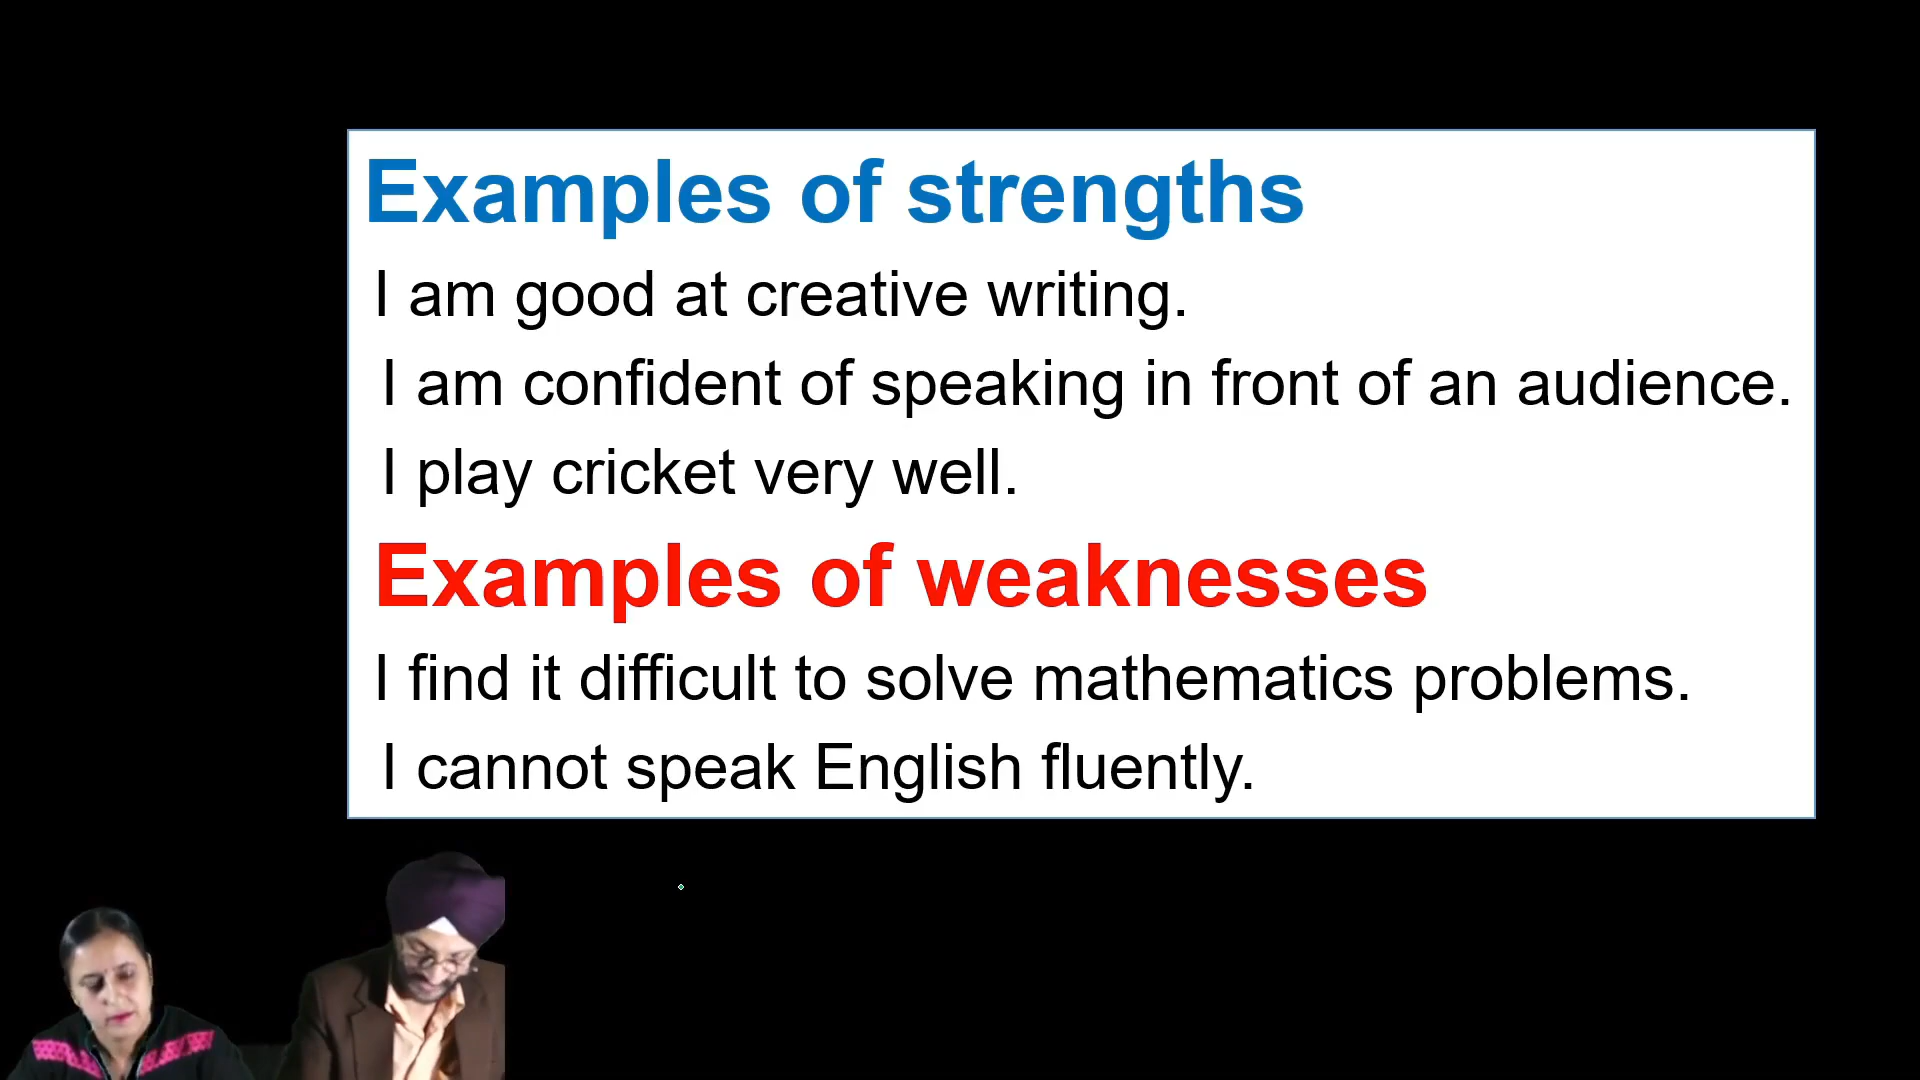 Examples of strengths
I am good at creative writing.
I am confident of speaking in front of an audience.
I play cricket very well.
Examples of weaknesses
I find it difficult to solve mathematics problems.
I cannot speak English fluently.